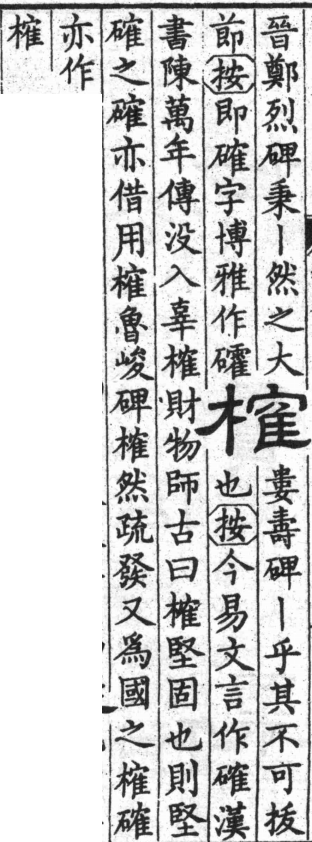 晉鄭烈碑秉丨然之大
節按即確字博雅作礭
榷
婁壽碑丨乎其不可拔
也按今易文言作確漢
書陳萬年傳没入辜榷財物師古曰榷堅固也則堅
確之確亦借用榷魯峻碑榷然疏發又爲國之榷確
亦作
榷